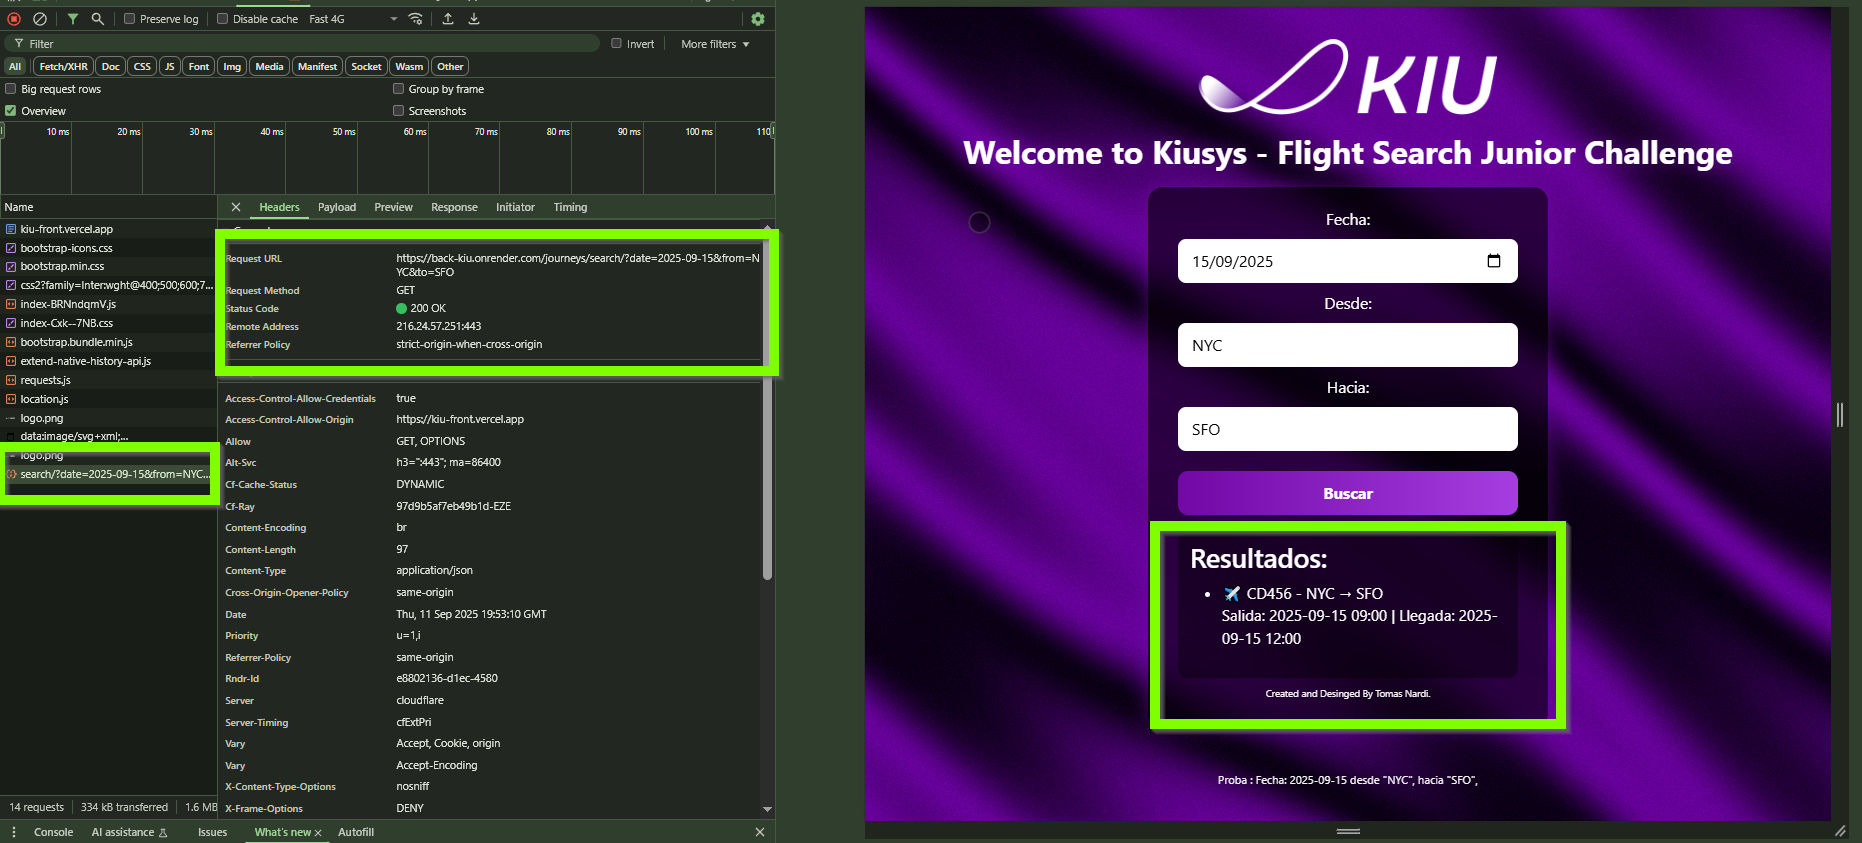 Preserve log
Disable cache
Fast 4G
Filter
Invert
More filters
All
Fetch/XHR
Doc
CSS
JS
Font
Img
Media
Manifest
Socket
Wasm
Other
Big request rows
Group by frame
Overview
Screenshots
10 ms
20 ms
30 ms
40 ms
50 ms
60 ms
70 ms
80 ms
90 ms
100 ms
110
Name
kiu-front.vercel.app
bootstrap-icons.css
bootstrap.min.css
css2?family=Inter:wght@400;500;600;7...
index-BRNndqmV.js
index-Cxk--7NB.css
bootstrap.bundle.min.js
extend-native-history-api.js
requests.js
location.js
logo.png
data:image/svg+xml;...
logo.png
search/?date=2025-09-15&from=NYC...
14 requests
334 kB transferred
1.6 MB
Headers
Payload
Preview
Response
Initiator
Timing
Request URL
https://back-kiu.onrender.com/journeys/search/?date=2025-09-15&from=N
YC&to=SFO
Request Method
GET
Status Code
200 OK
Remote Address
216.24.57.251:443
Referrer Policy
strict-origin-when-cross-origin
Access-Control-Allow-Credentials
true
Access-Control-Allow-Origin
https://kiu-front.vercel.app
Allow
GET, OPTIONS
Alt-Svc
h3=":443"; ma=86400
Cf-Cache-Status
DYNAMIC
Cf-Ray
97d9b5af7eb49b1d-EZE
Content-Encoding
br
Content-Length
97
Content-Type
application/json
Cross-Origin-Opener-Policy
same-origin
Date
Thu, 11 Sep 2025 19:53:10 GMT
Priority
u=1,i
Referrer-Policy
same-origin
Rndr-Id
e8802136-d1ec-4580
Server
cloudflare
Server-Timing
cfExtPri
Vary
Accept, Cookie, origin
Vary
Accept-Encoding
X-Content-Type-Options
nosniff
X-Frame-Options
DENY
Console
AI assistance
Issues
What's new
Autofill
KIU
Welcome to Kiusys - Flight Search Junior Challenge
Fecha:
15/09/2025
Desde:
NYC
Hacia:
SFO
Buscar
Resultados:
• ✈️ CD456 - NYC → SFO
Salida: 2025-09-15 09:00 | Llegada: 2025-
09-15 12:00
Created and Desinged By Tomas Nardi.
Proba : Fecha: 2025-09-15 desde "NYC", hacia "SFO",